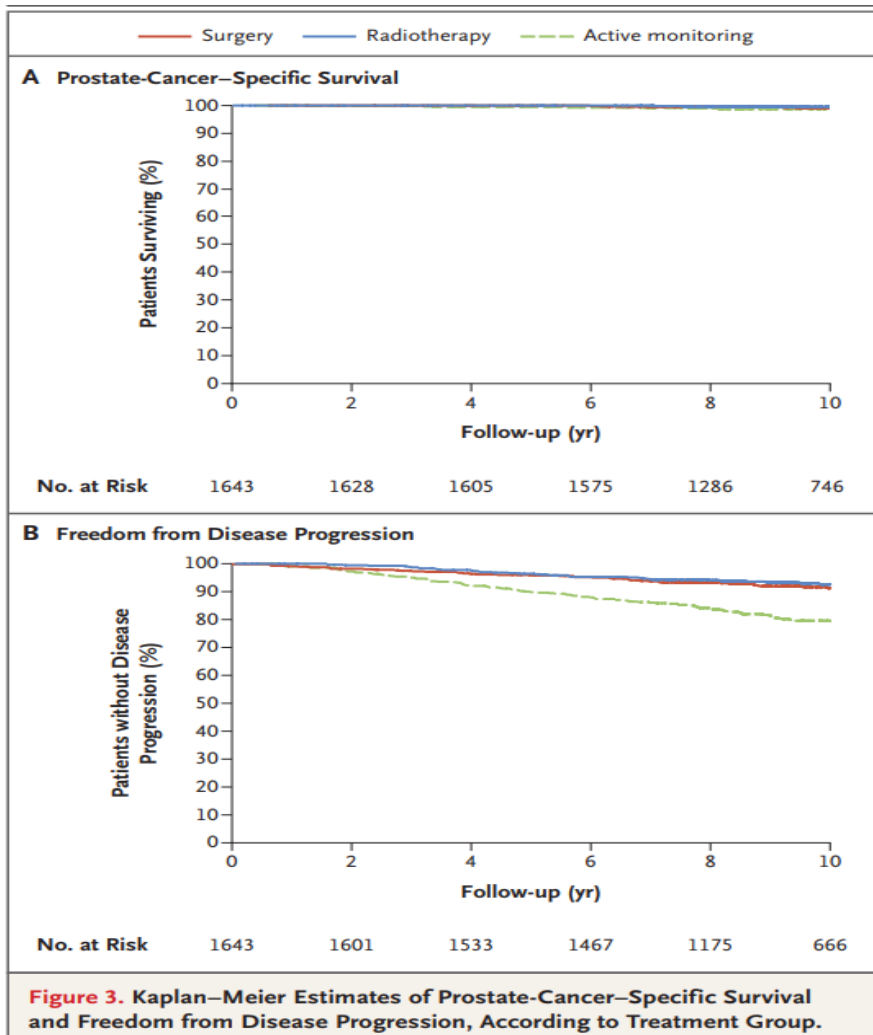 Surgery Radiotherapy Active monitoring
A Prostate-Cancer–Specific Survival
Patients Surviving (%)
100
90
80
70
60
50
40
30
20
10
0
0 2 4 6 8 10
Follow-up (yr)
No. at Risk 1643 1628 1605 1575 1286 746
B Freedom from Disease Progression
Patients without Disease
Progression (%)
100
90
80
70
60
50
40
30
20
10
0
0 2 4 6 8 10
Follow-up (yr)
No. at Risk 1643 1601 1533 1467 1175 666
Figure 3. Kaplan–Meier Estimates of Prostate-Cancer–Specific Survival
and Freedom from Disease Progression, According to Treatment Group.